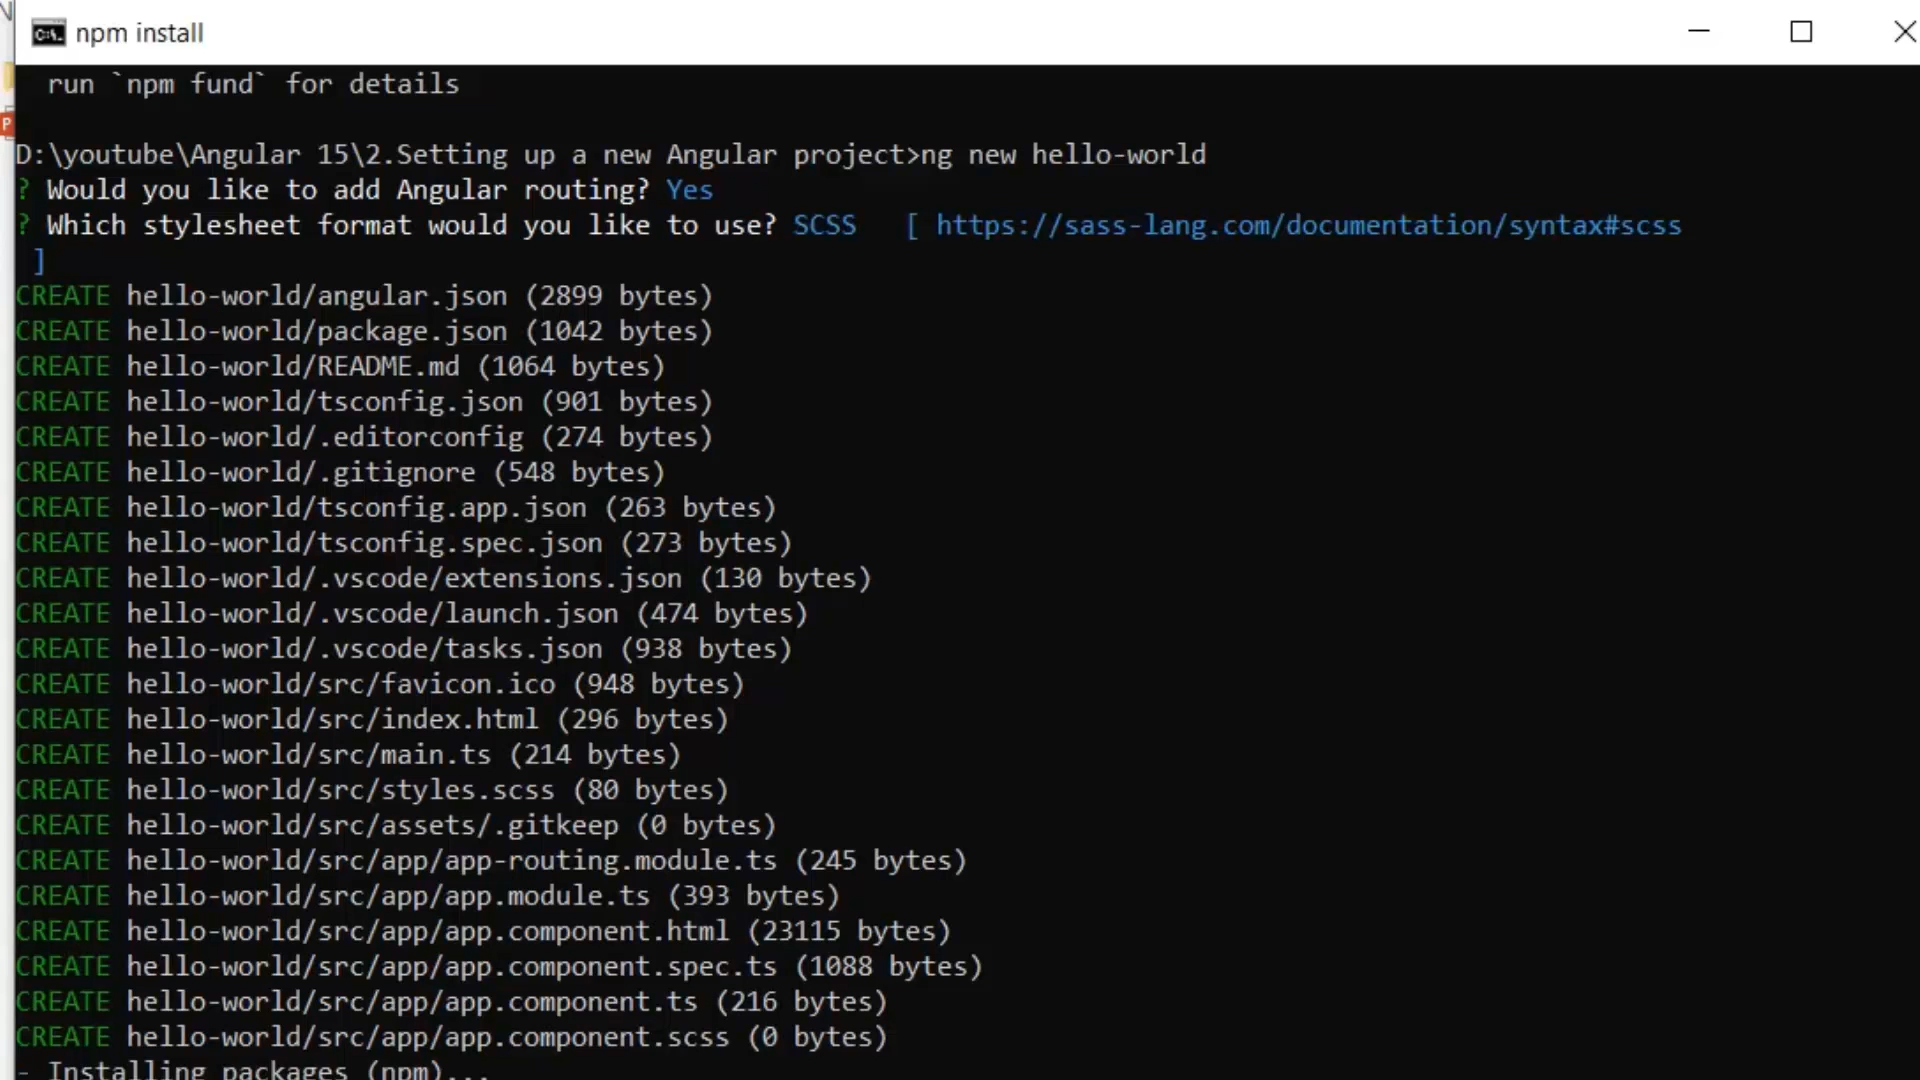 npm install
run `npm fund` for details
D:\youtube\Angular 15\2.Setting up a new Angular project>ng new hello-world
? Would you like to add Angular routing? Yes
? Which stylesheet format would you like to use? SCSS   [ https://sass-lang.com/documentation/syntax#scss
 ]
CREATE hello-world/angular.json (2899 bytes)
CREATE hello-world/package.json (1042 bytes)
CREATE hello-world/README.md (1064 bytes)
CREATE hello-world/tsconfig.json (901 bytes)
CREATE hello-world/.editorconfig (274 bytes)
CREATE hello-world/.gitignore (548 bytes)
CREATE hello-world/tsconfig.app.json (263 bytes)
CREATE hello-world/tsconfig.spec.json (273 bytes)
CREATE hello-world/.vscode/extensions.json (130 bytes)
CREATE hello-world/.vscode/launch.json (474 bytes)
CREATE hello-world/.vscode/tasks.json (938 bytes)
CREATE hello-world/src/favicon.ico (948 bytes)
CREATE hello-world/src/index.html (296 bytes)
CREATE hello-world/src/main.ts (214 bytes)
CREATE hello-world/src/styles.scss (80 bytes)
CREATE hello-world/src/assets/.gitkeep (0 bytes)
CREATE hello-world/src/app/app-routing.module.ts (245 bytes)
CREATE hello-world/src/app/app.module.ts (393 bytes)
CREATE hello-world/src/app/app.component.html (23115 bytes)
CREATE hello-world/src/app/app.component.spec.ts (1088 bytes)
CREATE hello-world/src/app/app.component.ts (216 bytes)
CREATE hello-world/src/app/app.component.scss (0 bytes)
- Installing packages (npm)...